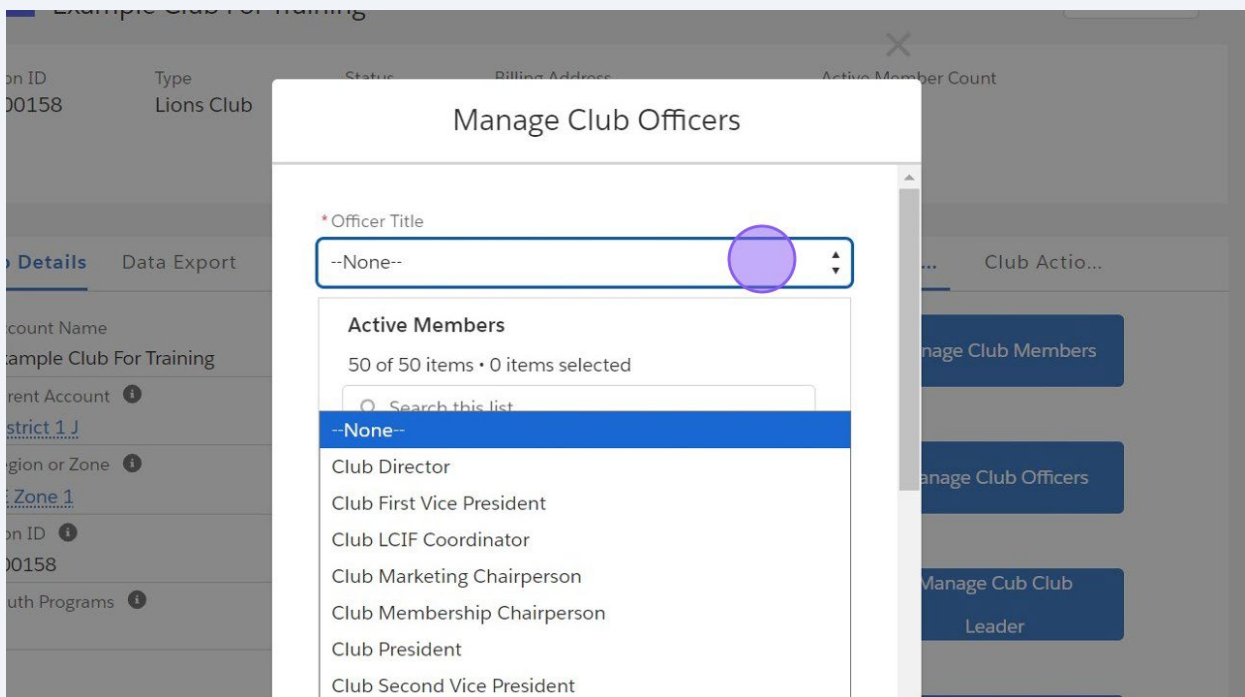 Example Club For Training
on ID
Type
Status
Billing Address
Active Member Count
00158
Lions Club
Manage Club Officers
* Officer Title
--None--
Details
Data Export
...
Club Actio...
Active Members
50 of 50 items • 0 items selected
Search this list
--None--
Club Director
Club First Vice President
Club LCIF Coordinator
Club Marketing Chairperson
Club Membership Chairperson
Club President
Club Second Vice President
count Name
ample Club For Training
rent Account
strict 1 J
egion or Zone
Zone 1
on ID
00158
uth Programs
nage Club Members
anage Club Officers
Manage Cub Club
Leader